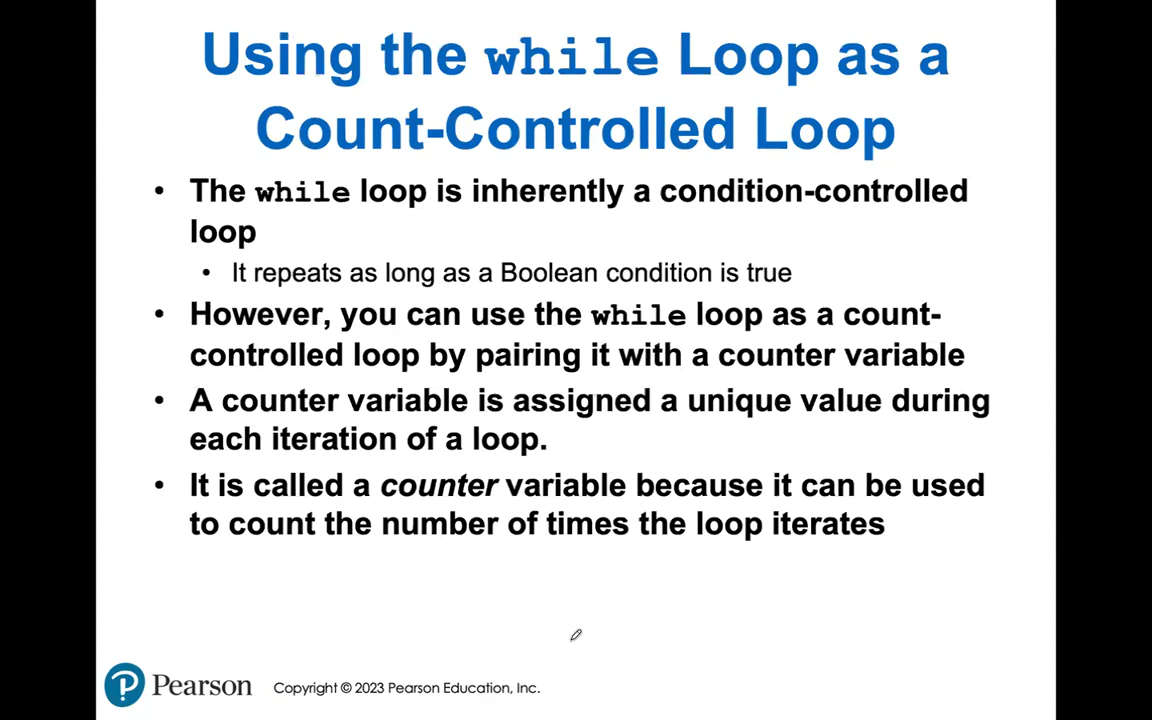 Using the while Loop as a
Count-Controlled Loop
• The while loop is inherently a condition-controlled
loop
• It repeats as long as a Boolean condition is true
• However, you can use the while loop as a count-
controlled loop by pairing it with a counter variable
• A counter variable is assigned a unique value during
each iteration of a loop.
• It is called a counter variable because it can be used
to count the number of times the loop iterates
Pearson
Copyright © 2023 Pearson Education, Inc.